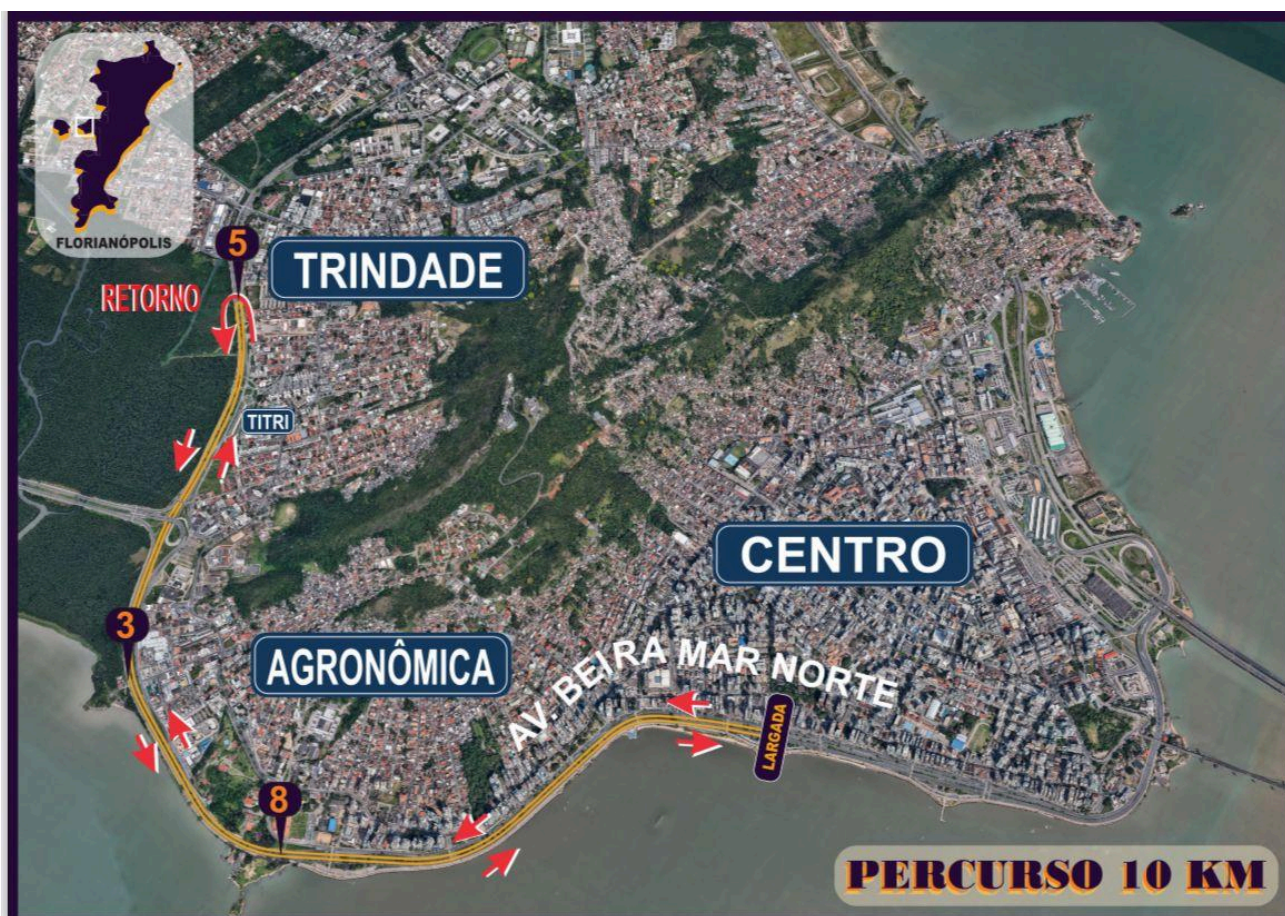 FLORIANÓPOLIS
5
TRINDADE
RETORNO
TITRI
CENTRO
3
AGRONÔMICA
AV. BEIRA MAR NORTE
LARGADA
8
PERCURSO 10 KM